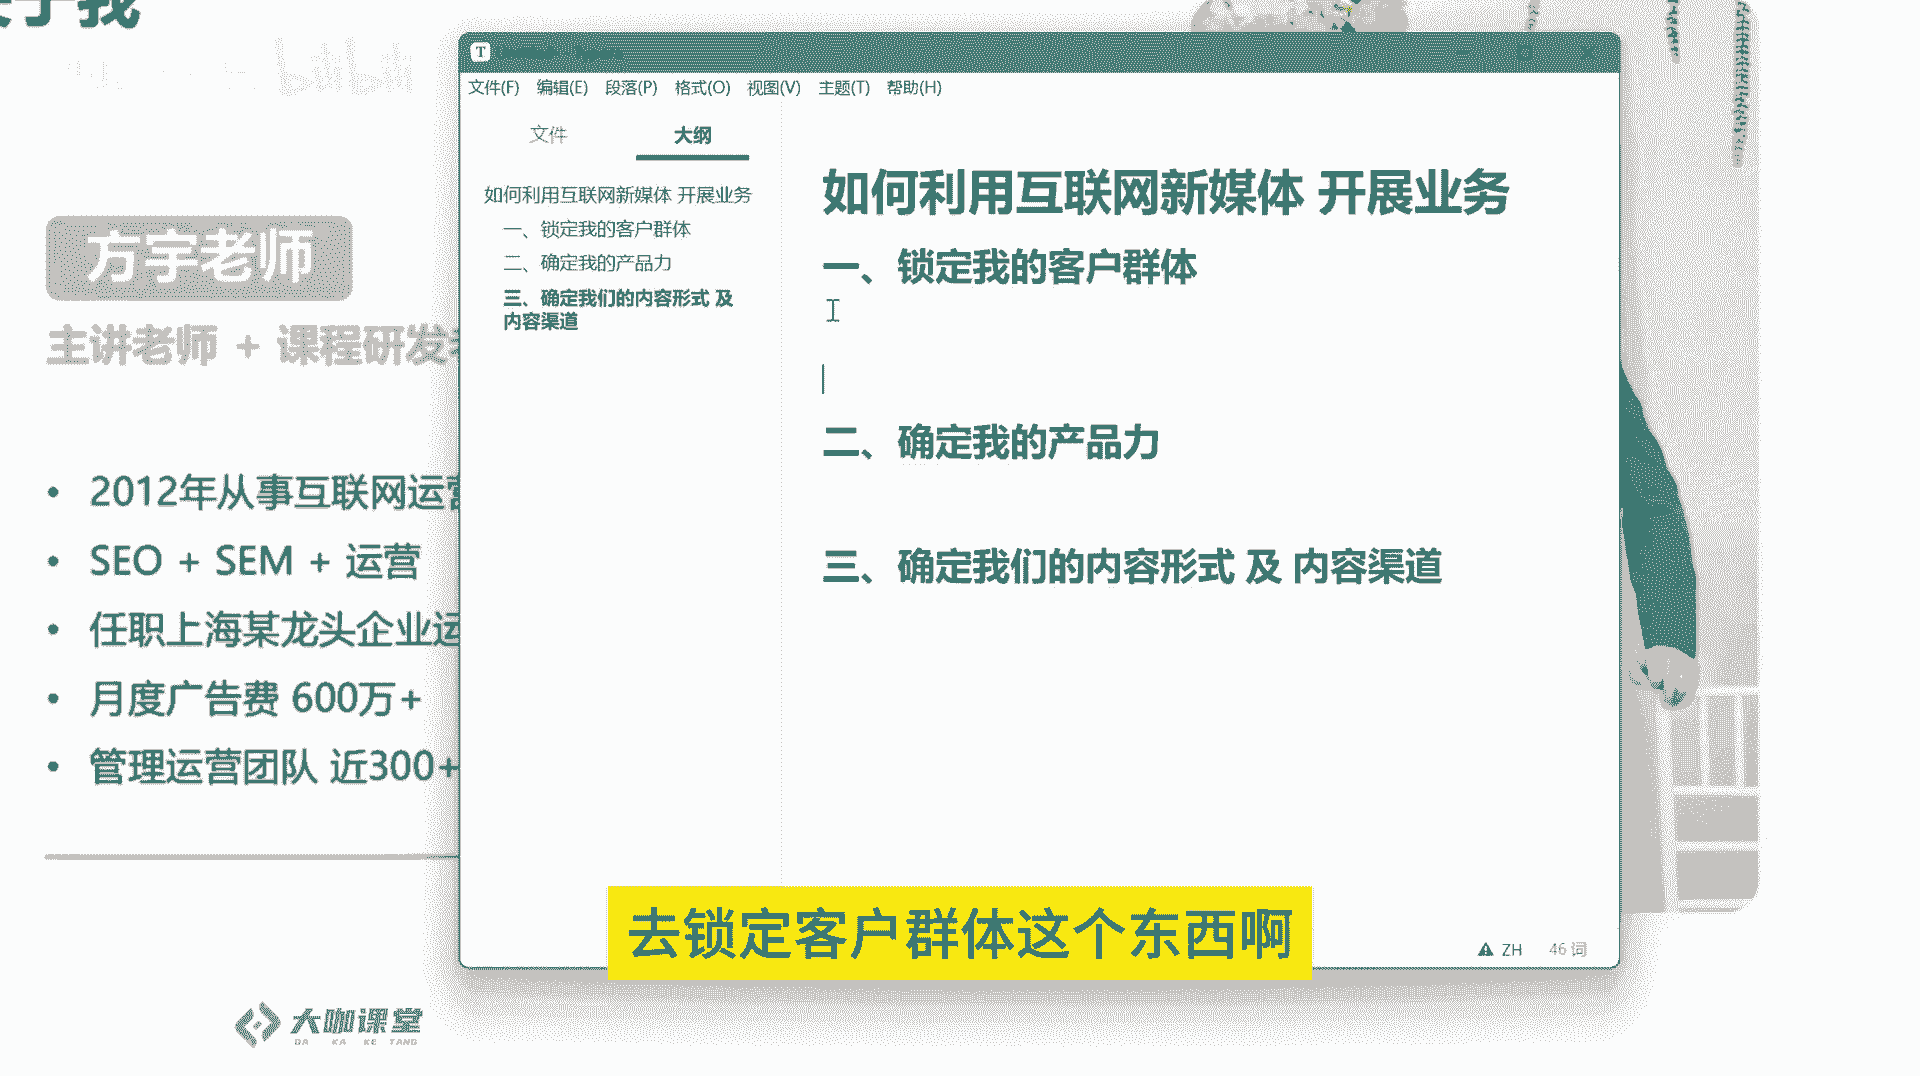 bilibili
方宇老师
主讲老师 + 课程研发
2012年从事互联网运营
SEO + SEM + 运营
任职上海某龙头企业运
月度广告费 600万+
管理运营团队 近300+
大咖课堂
DA KA KE TANG
T
文件(F) 编辑(E) 段落(P) 格式(O) 视图(V) 主题(T) 帮助(H)
文件 大纲
如何利用互联网新媒体 开展业务
一、锁定我的客户群体
二、确定我的产品力
三、确定我们的内容形式 及
内容渠道
如何利用互联网新媒体 开展业务
一、锁定我的客户群体
二、确定我的产品力
三、确定我们的内容形式 及 内容渠道
ZH 46 词
去锁定客户群体这个东西啊